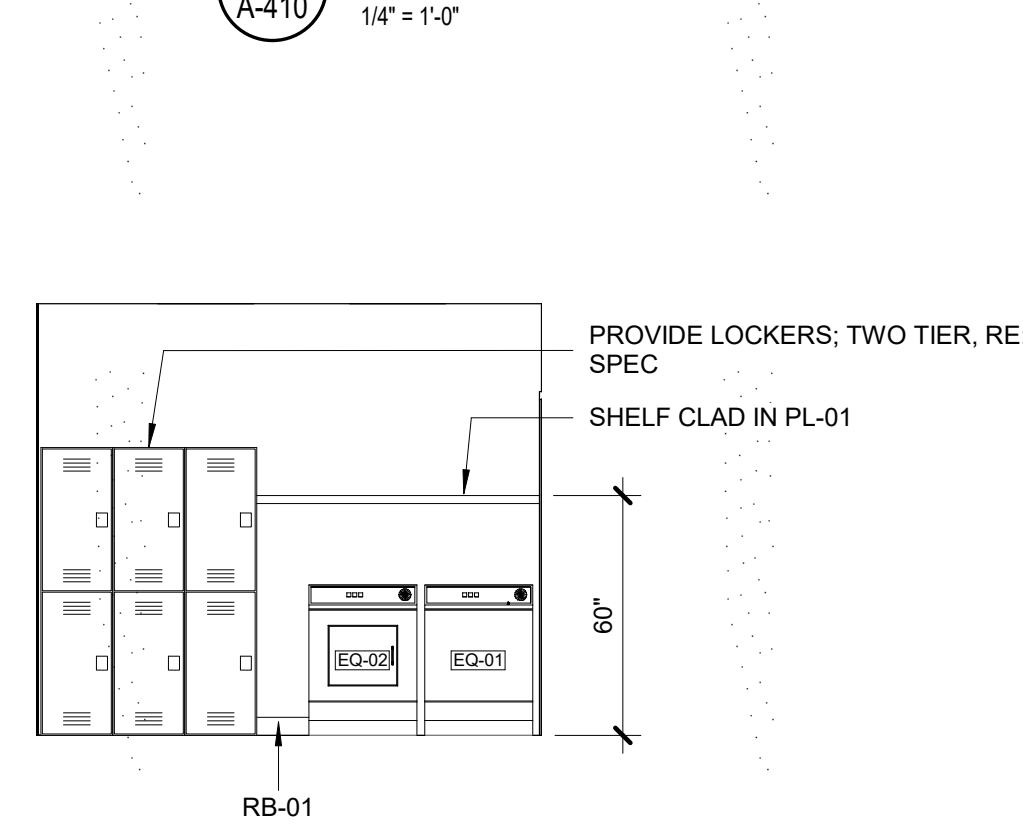 A-410
1/4" = 1'-0"
PROVIDE LOCKERS; TWO TIER, RE:
SPEC
SHELF CLAD IN PL-01
60"
EQ-02
EQ-01
RB-01